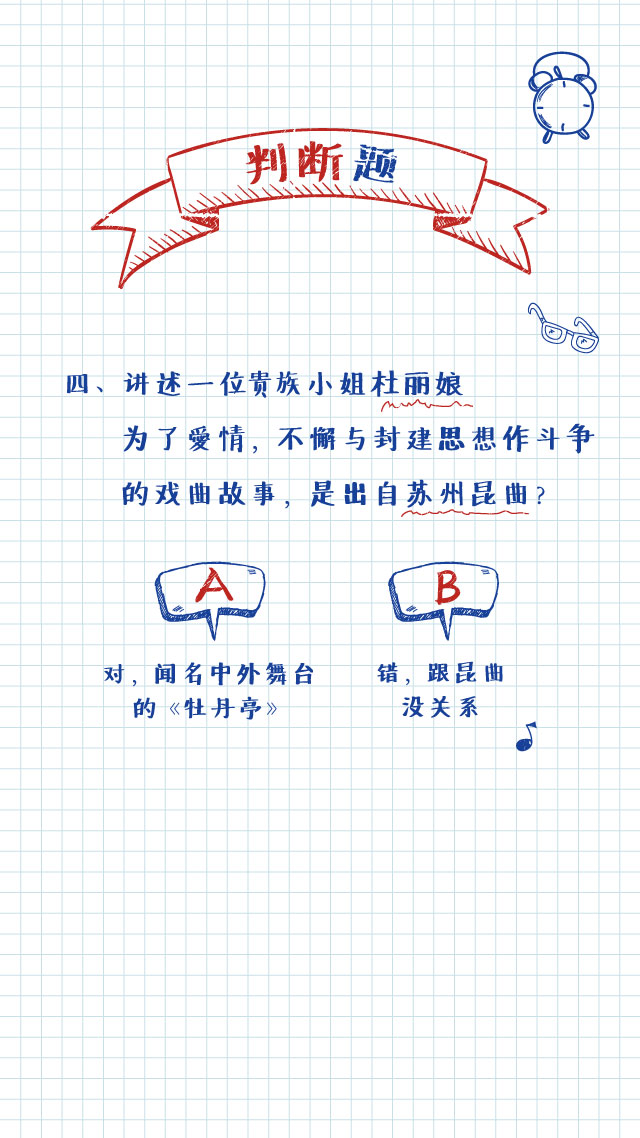 判断题
四、讲述一位贵族小姐杜丽娘
为了愛情，不懈与封建思想作斗争
的戏曲故事，是出自苏州昆曲？
A
B
对，闻名中外舞台
的《牡丹亭》
错，跟昆曲
没关系